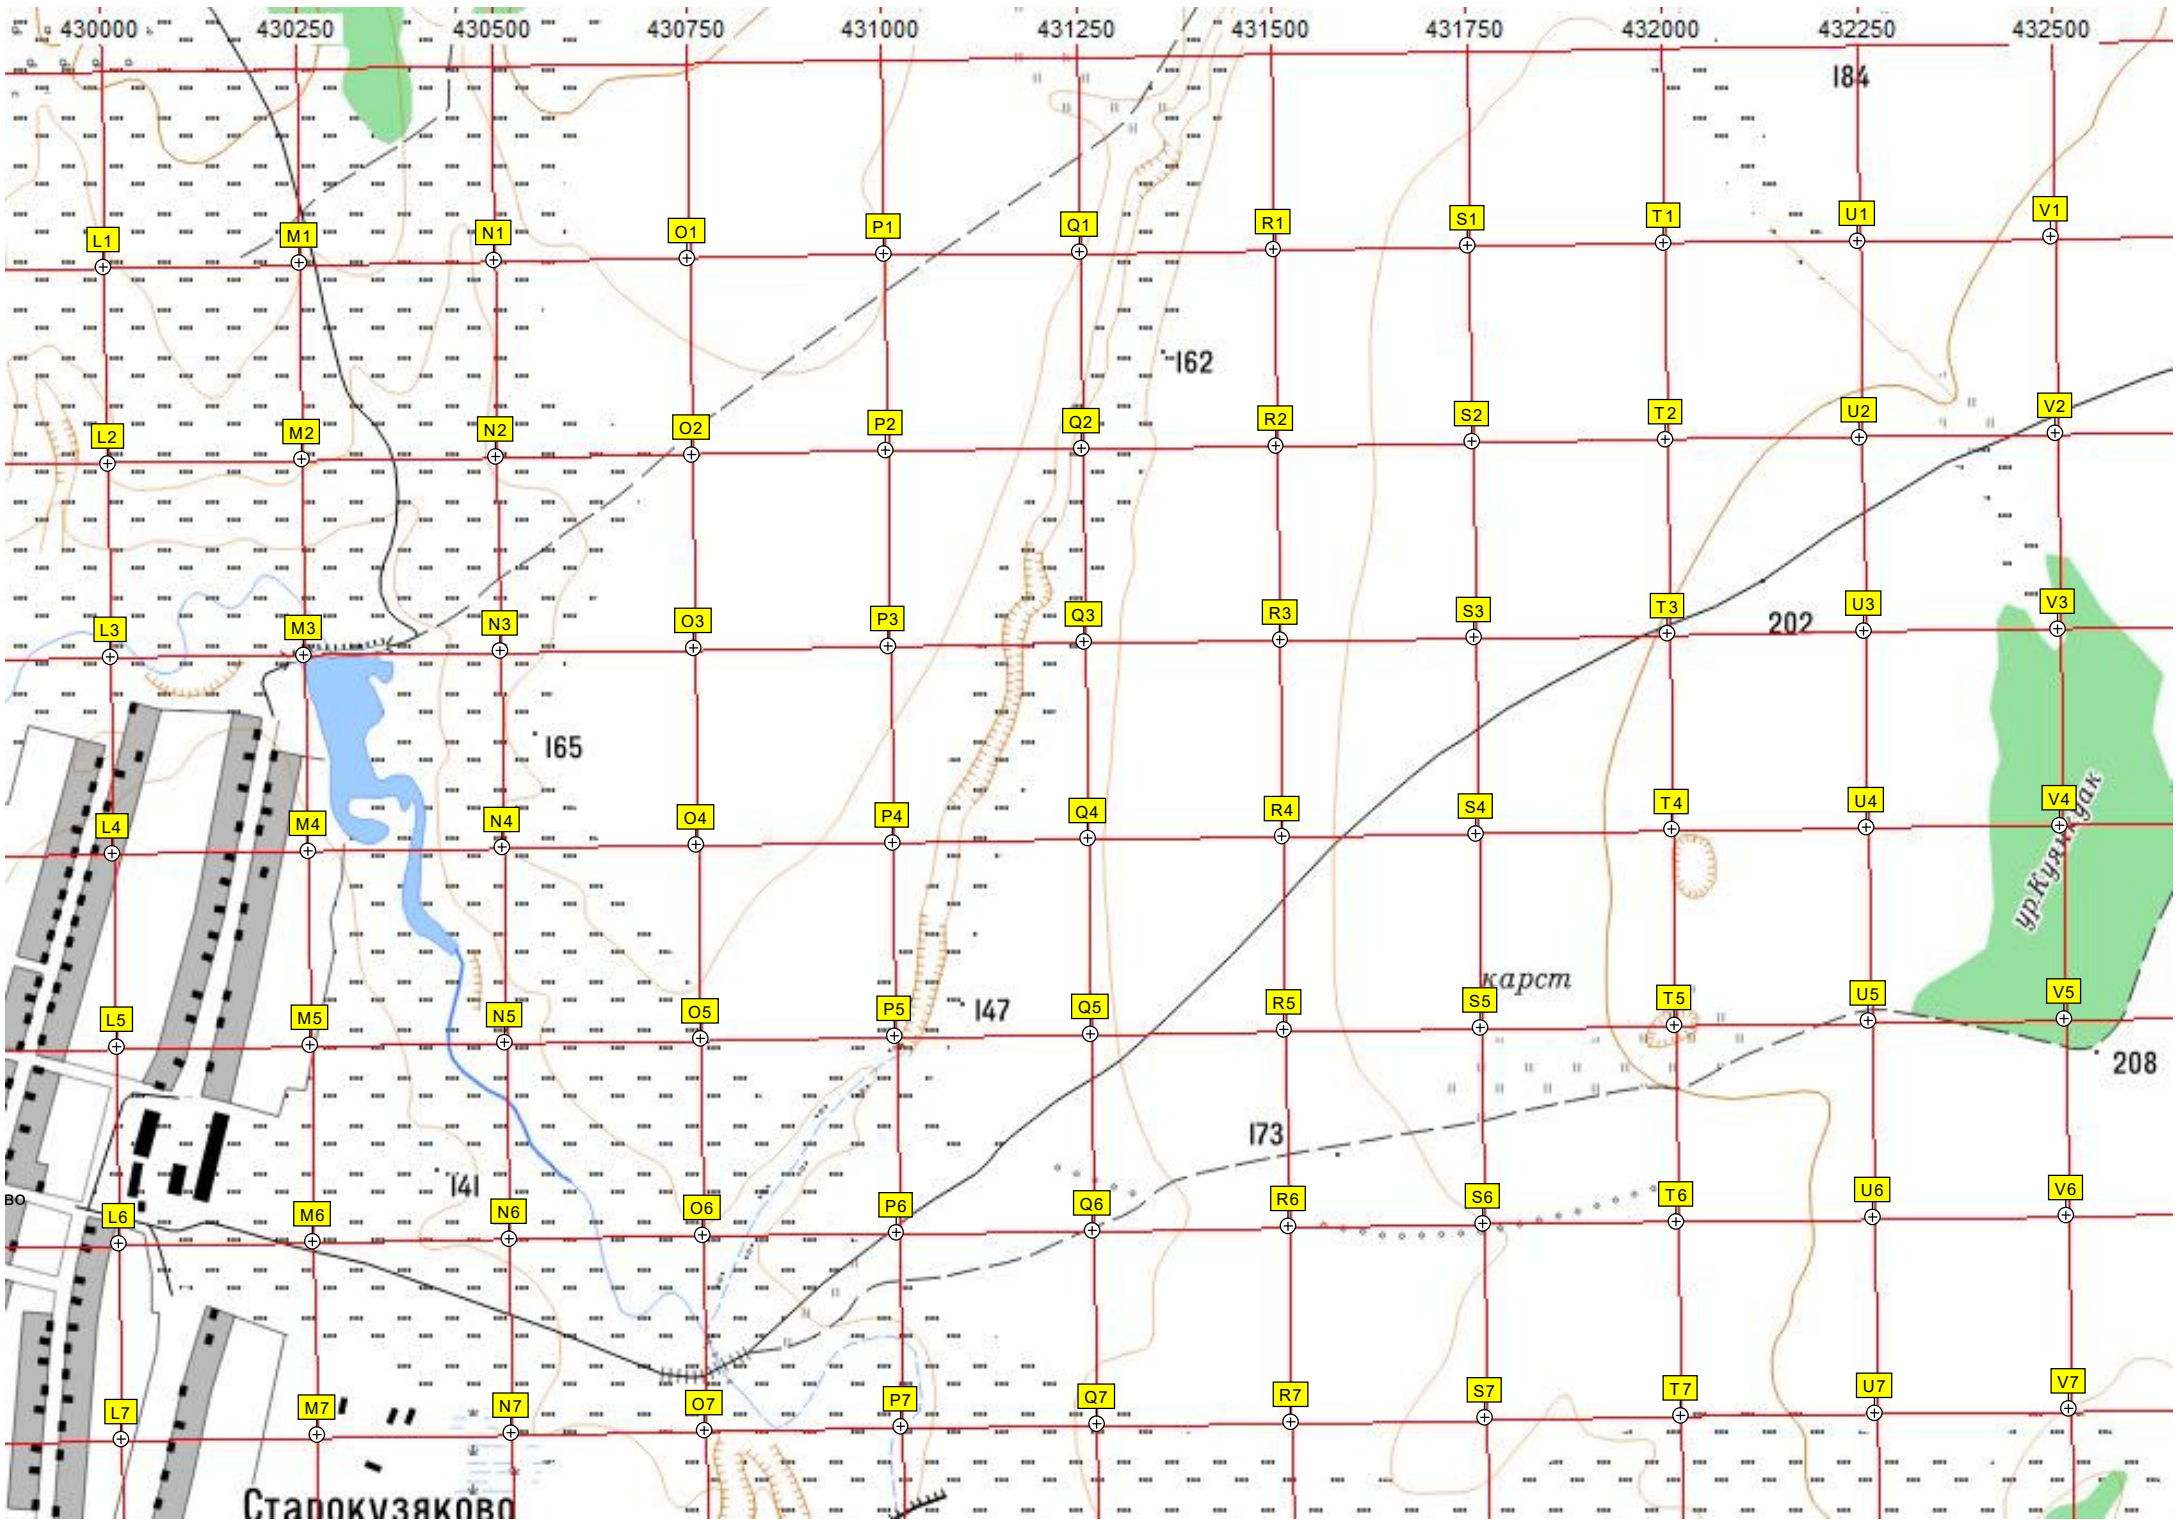 430000 430250 430500 430750 431000 431250 431500 431750 432000 432250 432500
184
L1 M1 N1 O1 P1 Q1 R1 S1 T1 U1 V1
162
L2 M2 N2 O2 P2 Q2 R2 S2 T2 U2 V2
L3 M3 N3 O3 P3 Q3 R3 S3 T3 U3 V3
202
165
L4 M4 N4 O4 P4 Q4 R4 S4 T4 U4 V4
ур.Куяккудак
карст
L5 M5 N5 O5 P5 Q5 R5 S5 T5 U5 V5
147
208
173
141
во
L6 M6 N6 O6 P6 Q6 R6 S6 T6 U6 V6
L7 M7 N7 O7 P7 Q7 R7 S7 T7 U7 V7
Старокузяково